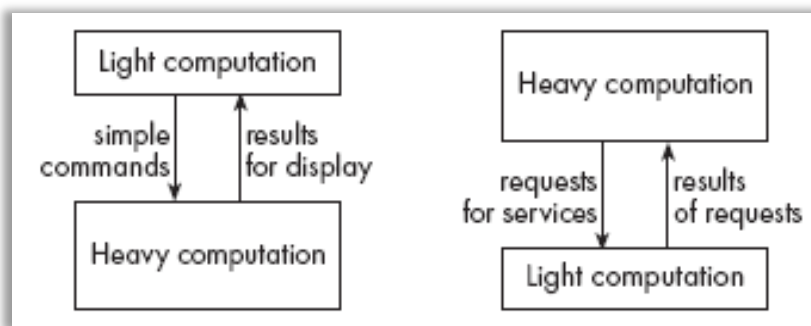 Light computation
simple
commands
results
for display
Heavy computation
Heavy computation
requests
for services
results
of requests
Light computation